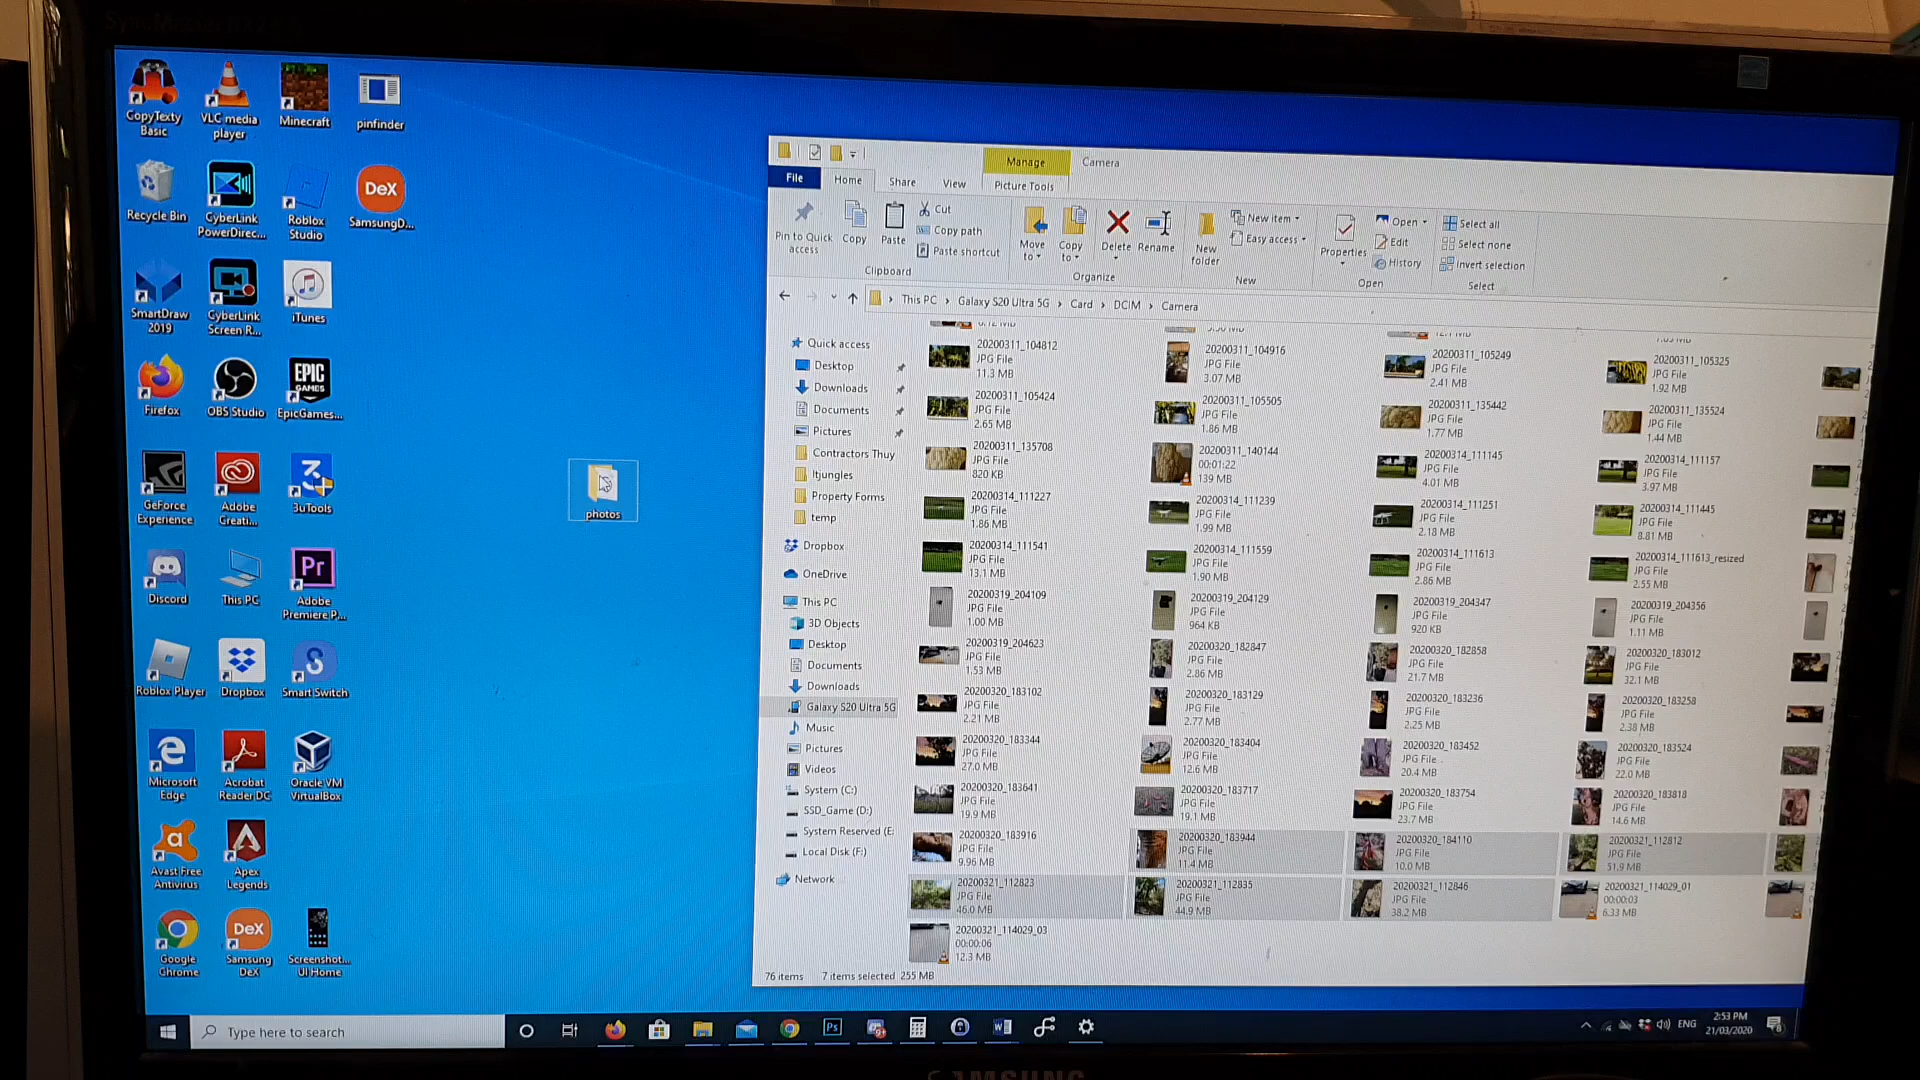 CopyTexty
Basic
VLC media
player
Minecraft
pinfinder
Recycle Bin
CyberLink
PowerDirec...
Roblox
Studio
DeX
SamsungD...
SmartDraw
2019
CyberLink
Screen R...
iTunes
Firefox
OBS Studio
EPIC
GAMES
EpicGames...
GeForce
Experience
Adobe
Creati...
3uTools
photos
Discord
This PC
Pr
Adobe
Premiere P...
Roblox Player
Dropbox
Smart Switch
Microsoft
Edge
Acrobat
Reader DC
Oracle VM
VirtualBox
Avast Free
Antivirus
Apex
Legends
Google
Chrome
DeX
Samsung
DeX
Screenshot...
UI Home
Manage
Camera
File
Home
Share
View
Picture Tools
Pin to Quick
access
Copy
Paste
Cut
Copy path
Paste shortcut
Clipboard
Move
to
Copy
to
Delete
Rename
Organize
New
folder
New item
Easy access
New
Properties
Open
Edit
History
Open
Select all
Select none
Invert selection
Select
This PC > Galaxy S20 Ultra 5G > Card > DCIM > Camera
Quick access
Desktop
Downloads
Documents
Pictures
Contractors Thuy
Itjungles
Property Forms
temp
Dropbox
OneDrive
This PC
3D Objects
Desktop
Documents
Downloads
Galaxy S20 Ultra 5G
Music
Pictures
Videos
System (C:)
SSD_Game (D:)
System Reserved (E:
Local Disk (F:)
Network
20200311_104812
JPG File
11.3 MB
20200311_104916
JPG File
3.07 MB
20200311_105249
JPG File
2.41 MB
20200311_105325
JPG File
1.92 MB
20200311_105424
JPG File
2.65 MB
20200311_105505
JPG File
1.86 MB
20200311_135442
JPG File
1.77 MB
20200311_135524
JPG File
1.44 MB
20200311_135708
JPG File
820 KB
20200311_140144
00:01:22
139 MB
20200314_111145
JPG File
4.01 MB
20200314_111157
JPG File
3.97 MB
20200314_111227
JPG File
1.86 MB
20200314_111239
JPG File
1.99 MB
20200314_111251
JPG File
2.18 MB
20200314_111445
JPG File
8.81 MB
20200314_111541
JPG File
13.1 MB
20200314_111559
JPG File
1.90 MB
20200314_111613
JPG File
2.86 MB
20200314_111613_resized
JPG File
2.55 MB
20200319_204109
JPG File
1.00 MB
20200319_204129
JPG File
964 KB
20200319_204347
JPG File
920 KB
20200319_204356
JPG File
1.11 MB
20200319_204623
JPG File
1.53 MB
20200320_182847
JPG File
2.86 MB
20200320_182858
JPG File
21.7 MB
20200320_183012
JPG File
32.1 MB
20200320_183102
JPG File
2.21 MB
20200320_183129
JPG File
2.77 MB
20200320_183236
JPG File
2.25 MB
20200320_183258
JPG File
2.38 MB
20200320_183344
JPG File
27.0 MB
20200320_183404
JPG File
12.6 MB
20200320_183452
JPG File
20.4 MB
20200320_183524
JPG File
22.0 MB
20200320_183641
JPG File
19.9 MB
20200320_183717
JPG File
19.1 MB
20200320_183754
JPG File
23.7 MB
20200320_183818
JPG File
14.6 MB
20200320_183916
JPG File
9.96 MB
20200320_183944
JPG File
11.4 MB
20200320_184110
JPG File
10.0 MB
20200321_112812
JPG File
51.9 MB
20200321_112823
JPG File
46.0 MB
20200321_112835
JPG File
44.9 MB
20200321_112846
JPG File
38.2 MB
20200321_114029_01
00:00:03
6.33 MB
20200321_114029_03
00:00:06
12.3 MB
76 items 7 items selected 255 MB
Type here to search
Ps
ENG
2:53 PM
21/03/2020
SAMSUNG